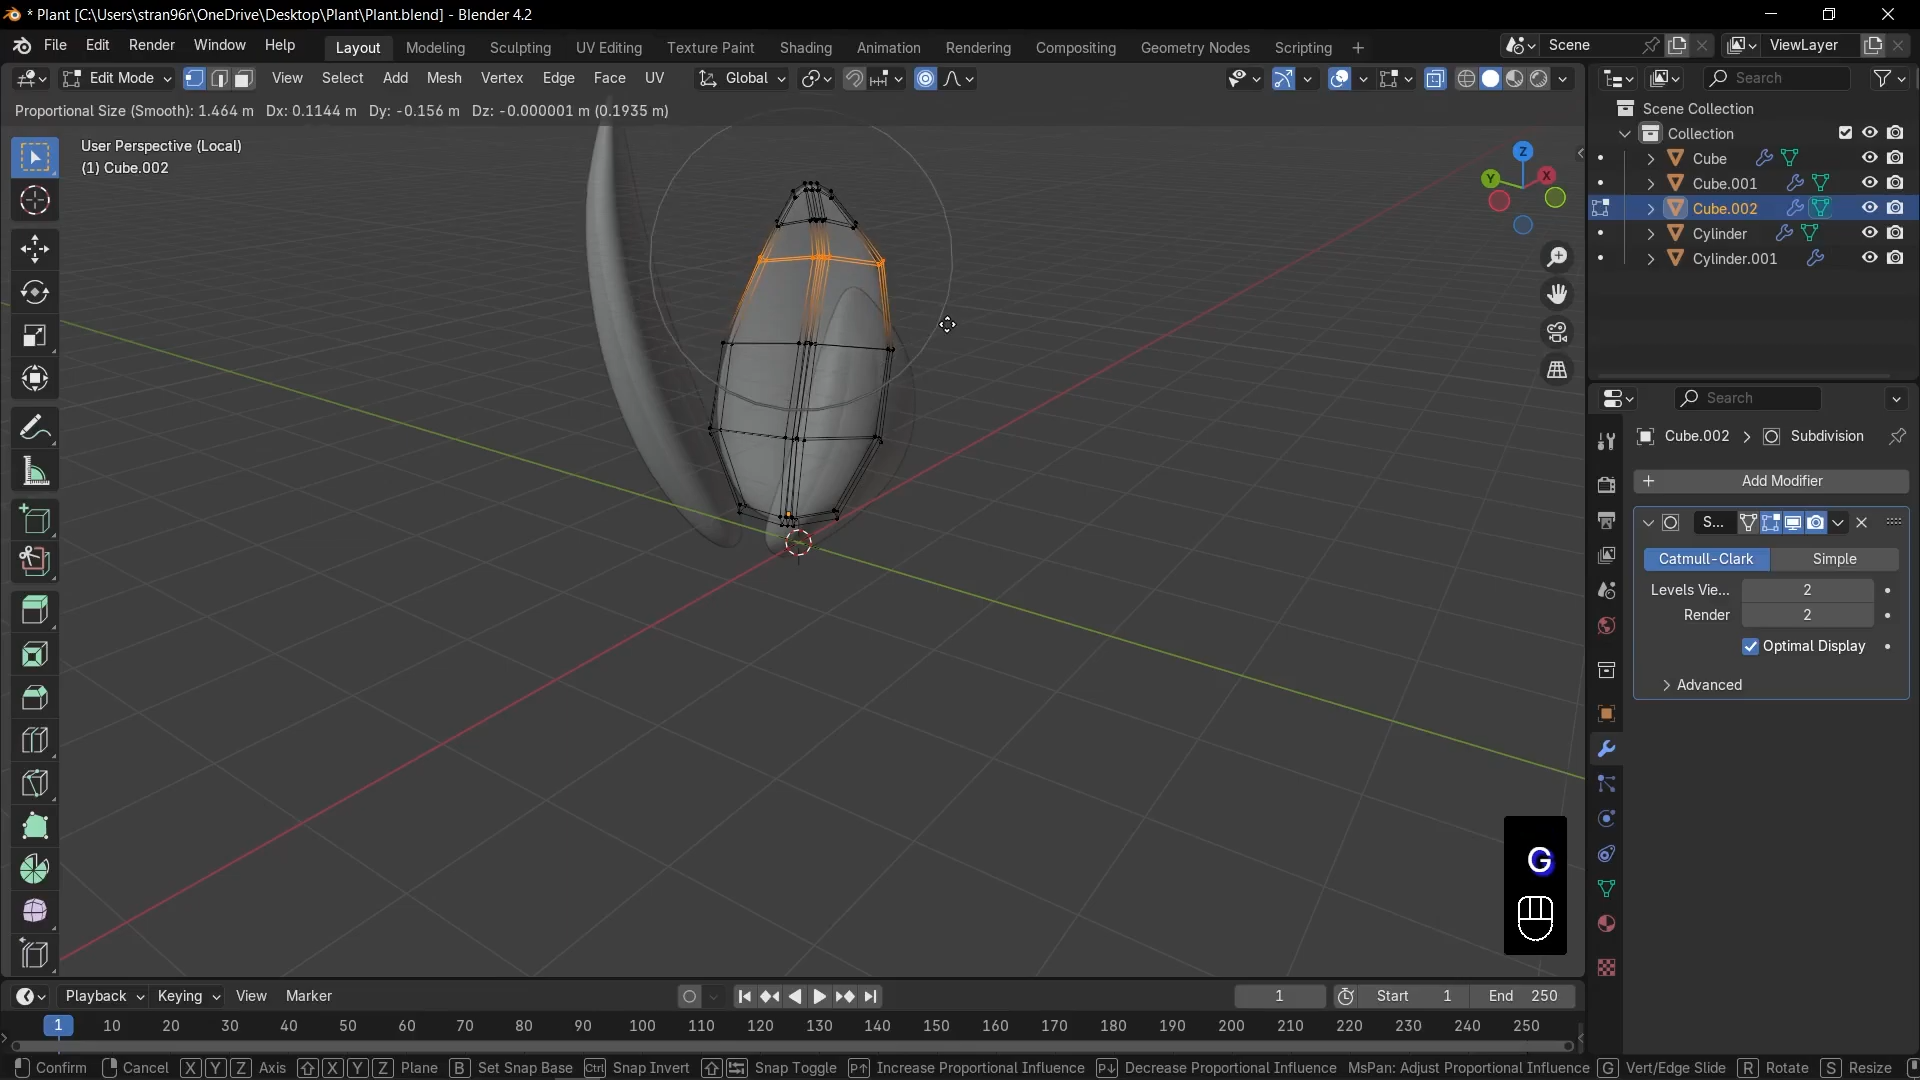 * Plant [C:\Users\stran96r\OneDrive\Desktop\Plant\Plant.blend] - Blender 4.2
File Edit Render Window Help Layout Modeling Sculpting UV Editing Texture Paint Shading Animation Rendering Compositing Geometry Nodes Scripting + Scene ViewLayer
Edit Mode View Select Add Mesh Vertex Edge Face UV Global Search
Proportional Size (Smooth): 1.464 m Dx: 0.1144 m Dy: -0.156 m Dz: -0.000001 m (0.1935 m)
User Perspective (Local)
(1) Cube.002
Z
Y
X
Scene Collection
Collection
Cube
Cube.001
Cube.002
Cylinder
Cylinder.001
Search
Cube.002 > Subdivision
+ Add Modifier
S...
Catmull-Clark Simple
Levels Vie... 2
Render 2
Optimal Display
> Advanced
G
Playback Keying View Marker 1 Start 1 End 250
1 10 20 30 40 50 60 70 80 90 100 110 120 130 140 150 160 170 180 190 200 210 220 230 240 250
Confirm Cancel X Y Z Axis X Y Z Plane B Set Snap Base Ctrl Snap Invert Snap Toggle P↑ Increase Proportional Influence P↓ Decrease Proportional Influence MsPan: Adjust Proportional Influence G Vert/Edge Slide R Rotate S Resize